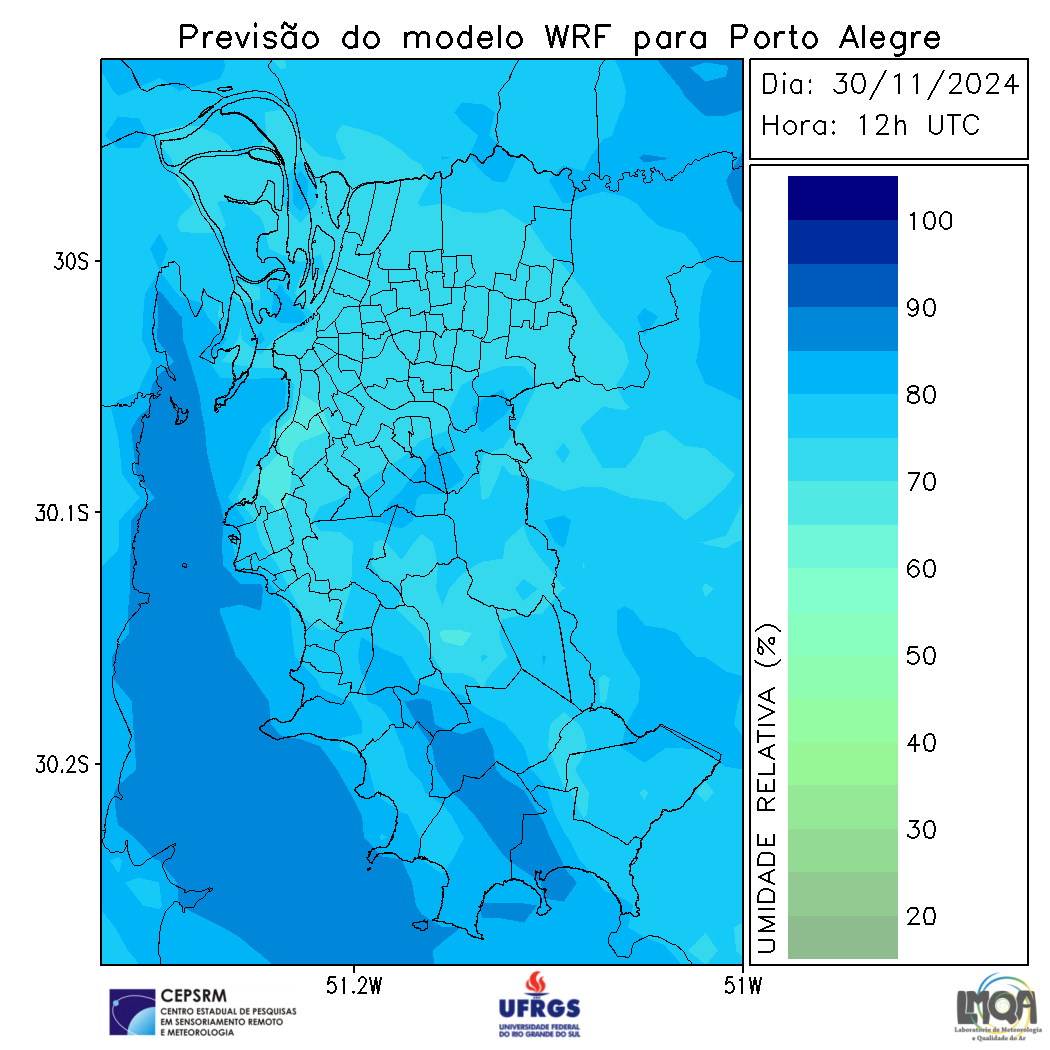 Previsão do modelo WRF para Porto Alegre
Dia: 30/11/2024
Hora: 12h UTC
30S
30.1S
30.2S
51.2W
51W
100
90
80
70
60
50
40
30
20
UMIDADE RELATIVA (%)
CEPSRM
CENTRO ESTADUAL DE PESQUISAS
EM SENSORIAMENTO REMOTO
E METEOROLOGIA
UFRGS
UNIVERSIDADE FEDERAL
DO RIO GRANDE DO SUL
LMQA
Laboratório de Meteorologia
e Qualidade do Ar